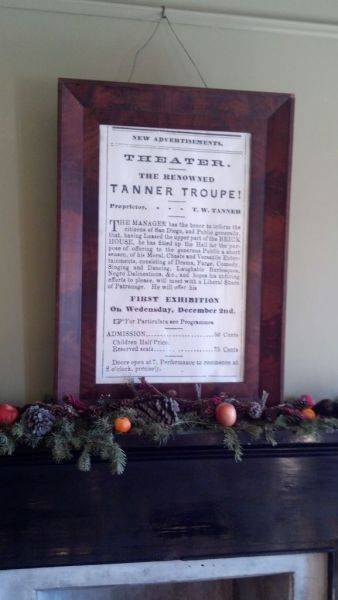 NEW ADVERTISEMENTS.
THEATER.
THE RENOWNED
TANNER TROUPE!
Proprietor, - - - T. W. TANNER
THE MANAGER has the honor to inform the
citizens of San Diego, and Public generally,
that, having Leased the upper part of the BRICK
HOUSE, he has fitted up the Hall for the pur-
pose of offering to the generous Public a short
season, of his Moral, Chaste and Versatile Enter-
tainments, consisting of Drama, Farce, Comedy,
Singing and Dancing, Laughable Burlesques,
Negro Delineations, &c., and hopes his untiring
efforts to please, will meet with a Liberal Share
of Patronage. He will offer his
FIRST EXHIBITION
On Wednesday, December 2nd.
☞ For Particulars see Programmes.
ADMISSION....................50 Cents
Children Half Price.
Reserved seats..................75 Cents
Doors open at 7. Performance to commence at
8 o'clock, precisely.